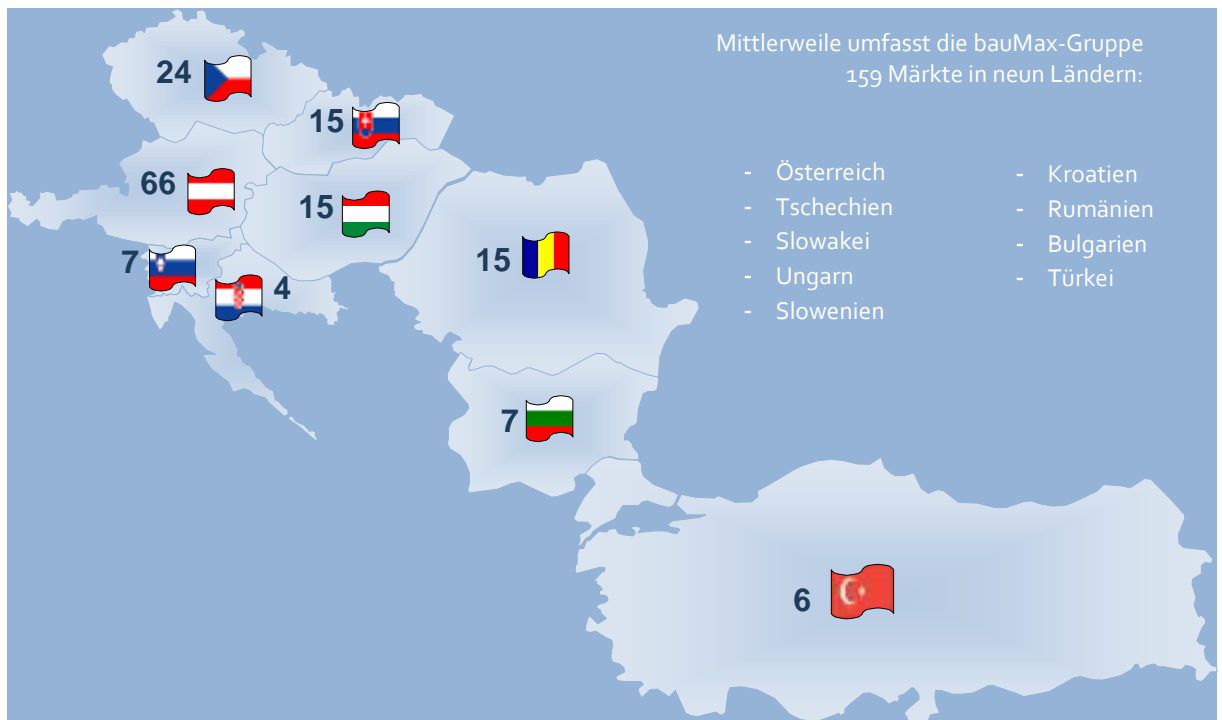 Mittlerweile umfasst die bauMax-Gruppe
159 Märkte in neun Ländern:
- Österreich
- Tschechien
- Slowakei
- Ungarn
- Slowenien
- Kroatien
- Rumänien
- Bulgarien
- Türkei
24
15
66
15
7
4
15
7
6